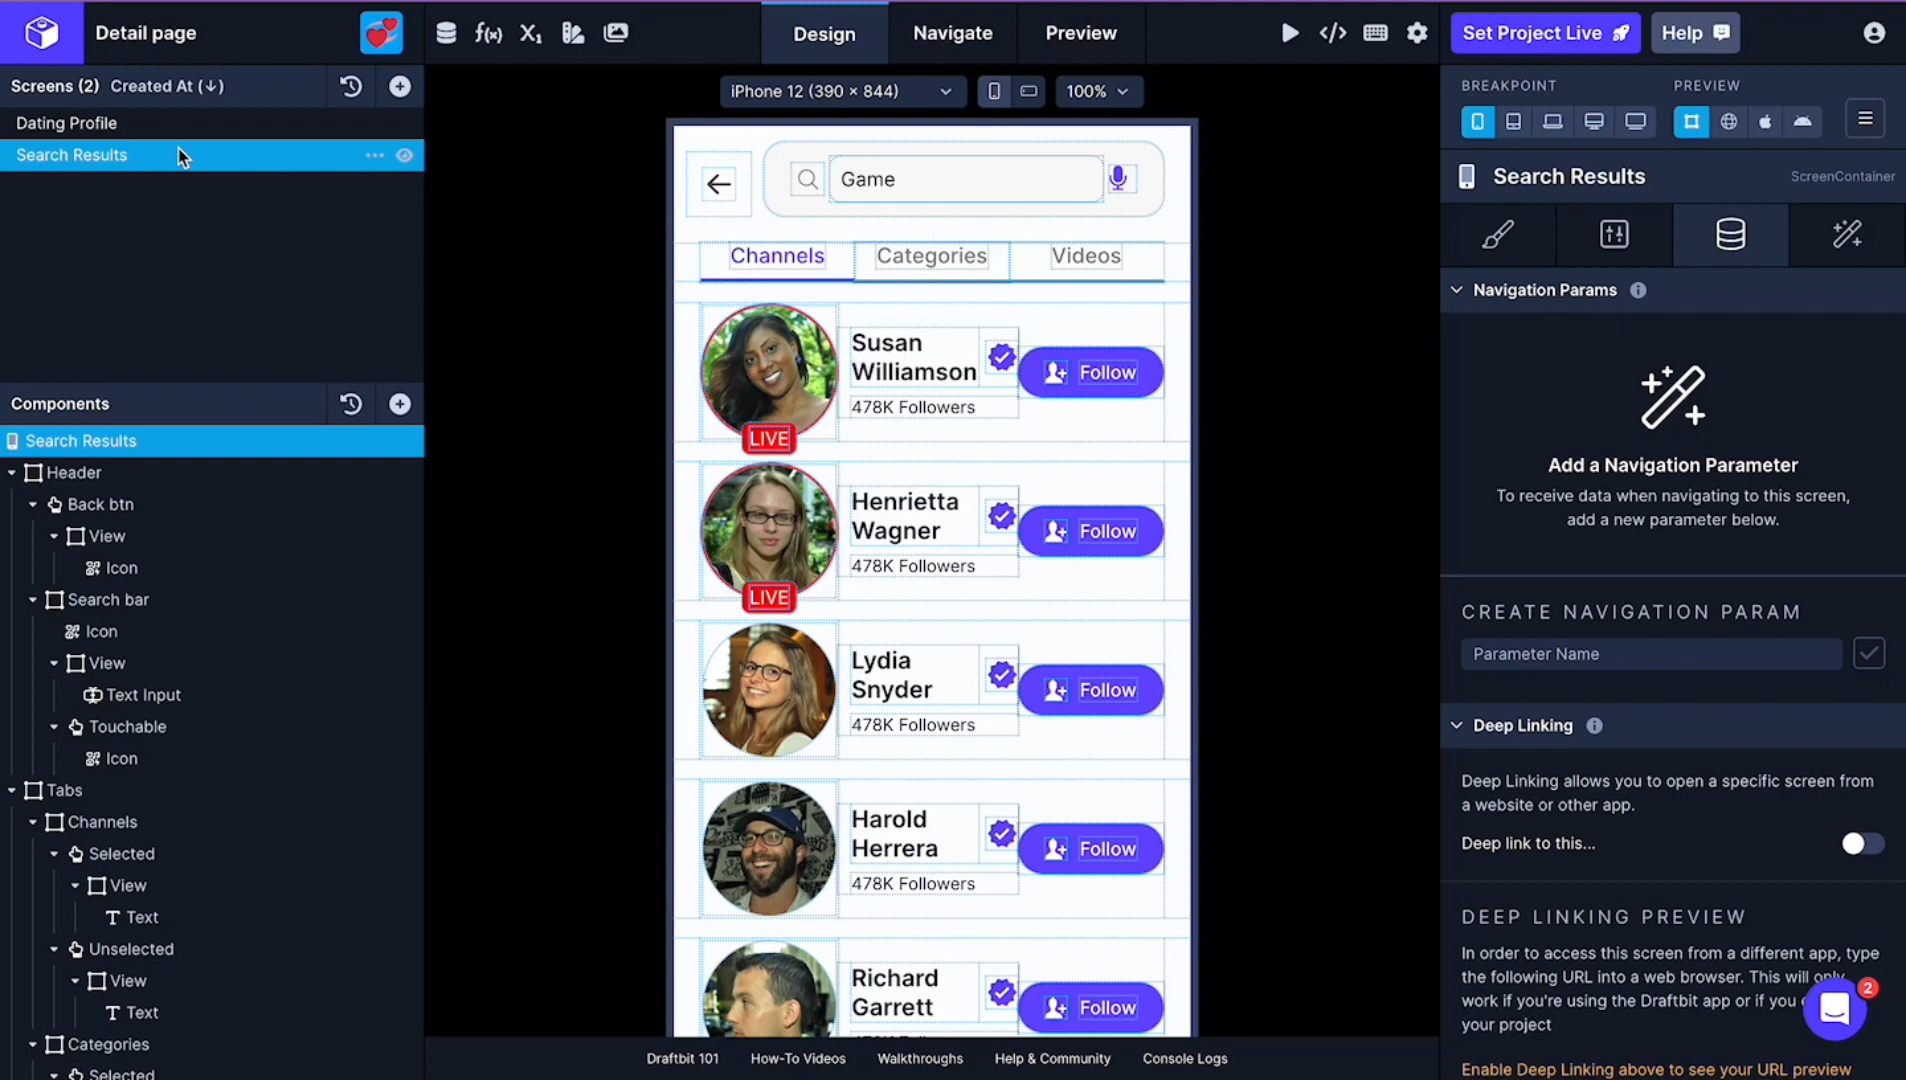 Detail page
f(x)
X₁
Design
Navigate
Preview
Set Project Live
Help
Screens (2) Created At (↓)
Dating Profile
Search Results
Components
Search Results
Header
Back btn
View
Icon
Search bar
Icon
View
Text Input
Touchable
Icon
Tabs
Channels
Selected
View
Text
Unselected
View
Text
Categories
Selected
iPhone 12 (390 × 844)
100%
Game
Channels
Categories
Videos
Susan
Williamson
478K Followers
Follow
LIVE
Henrietta
Wagner
478K Followers
Follow
LIVE
Lydia
Snyder
478K Followers
Follow
Harold
Herrera
478K Followers
Follow
Richard
Garrett
Follow
Draftbit 101
How-To Videos
Walkthroughs
Help & Community
Console Logs
BREAKPOINT
PREVIEW
Search Results
ScreenContainer
Navigation Params
Add a Navigation Parameter
To receive data when navigating to this screen,
add a new parameter below.
CREATE NAVIGATION PARAM
Parameter Name
Deep Linking
Deep Linking allows you to open a specific screen from
a website or other app.
Deep link to this...
DEEP LINKING PREVIEW
In order to access this screen from a different app, type
the following URL into a web browser. This will only
work if you're using the Draftbit app or if you
your project
2
Enable Deep Linking above to see your URL preview